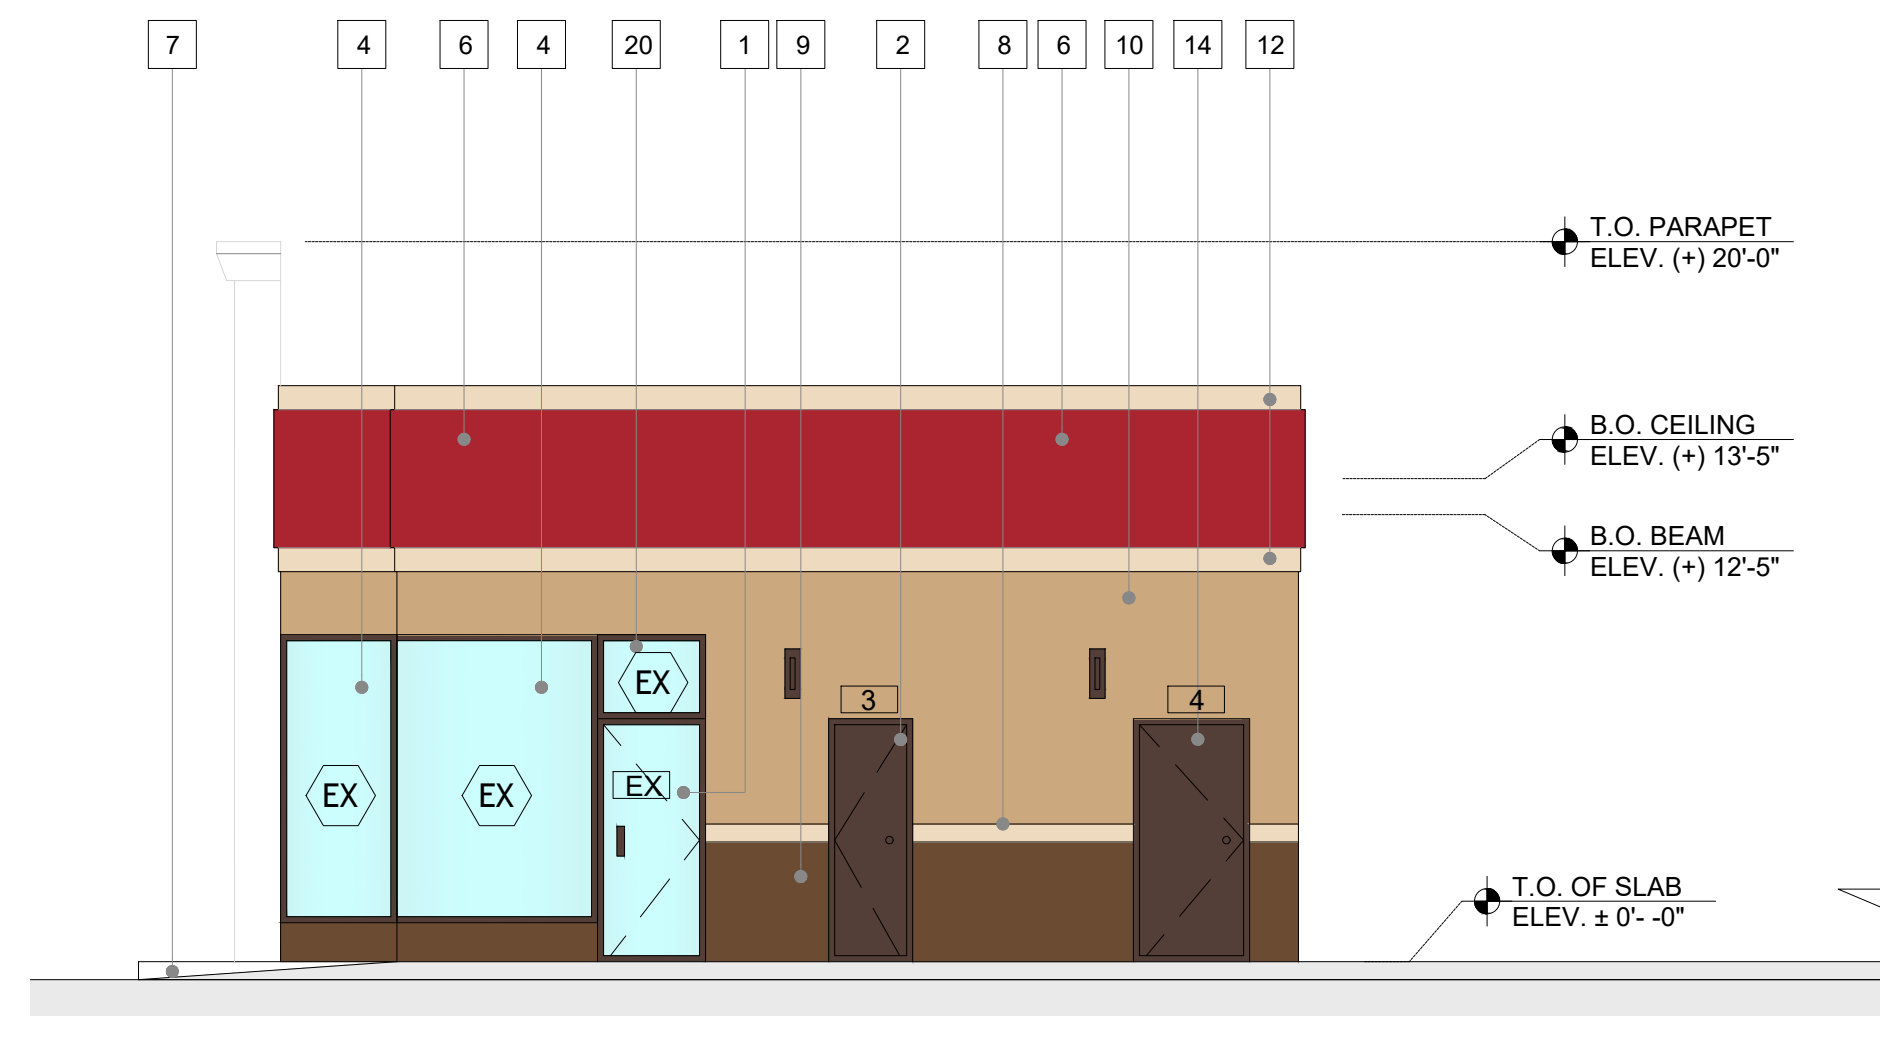 7 4 6 4 20 1 9 2 8 6 10 14 12
T.O. PARAPET
ELEV. (+) 20'-0"
B.O. CEILING
ELEV. (+) 13'-5"
B.O. BEAM
ELEV. (+) 12'-5"
EX
3
4
EX
EX
EX
T.O. OF SLAB
ELEV. ± 0'- -0"